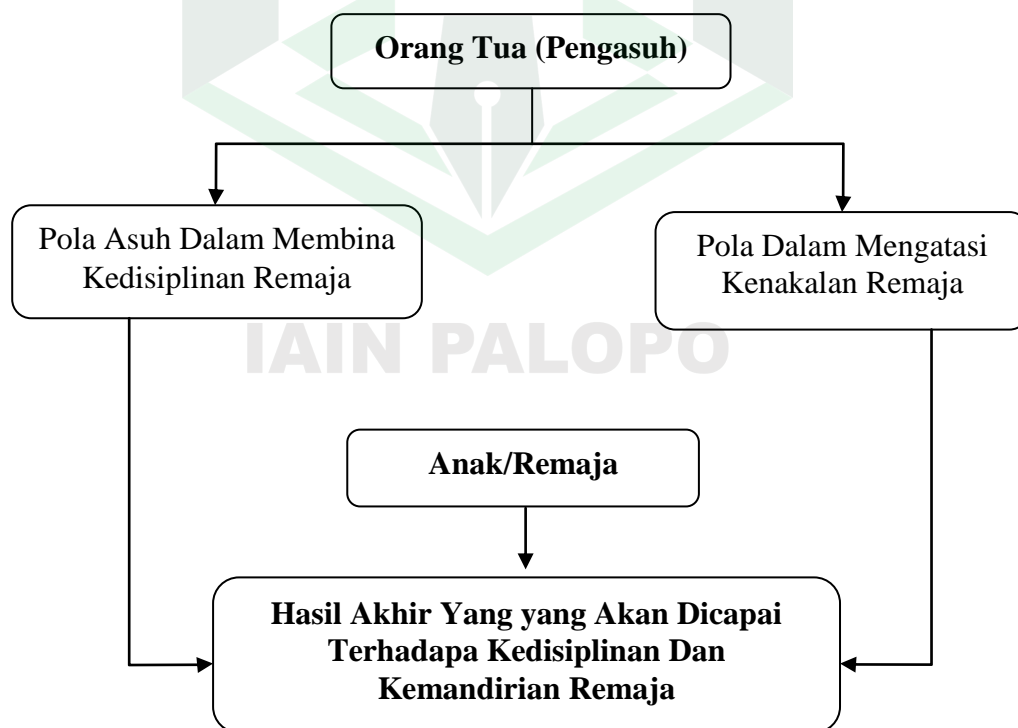 Orang Tua (Pengasuh)
Pola Asuh Dalam Membina
Kedisiplinan Remaja
Pola Dalam Mengatasi
Kenakalan Remaja
IAIN PALOPO
Anak/Remaja
Hasil Akhir Yang yang Akan Dicapai
Terhadapa Kedisiplinan Dan
Kemandirian Remaja